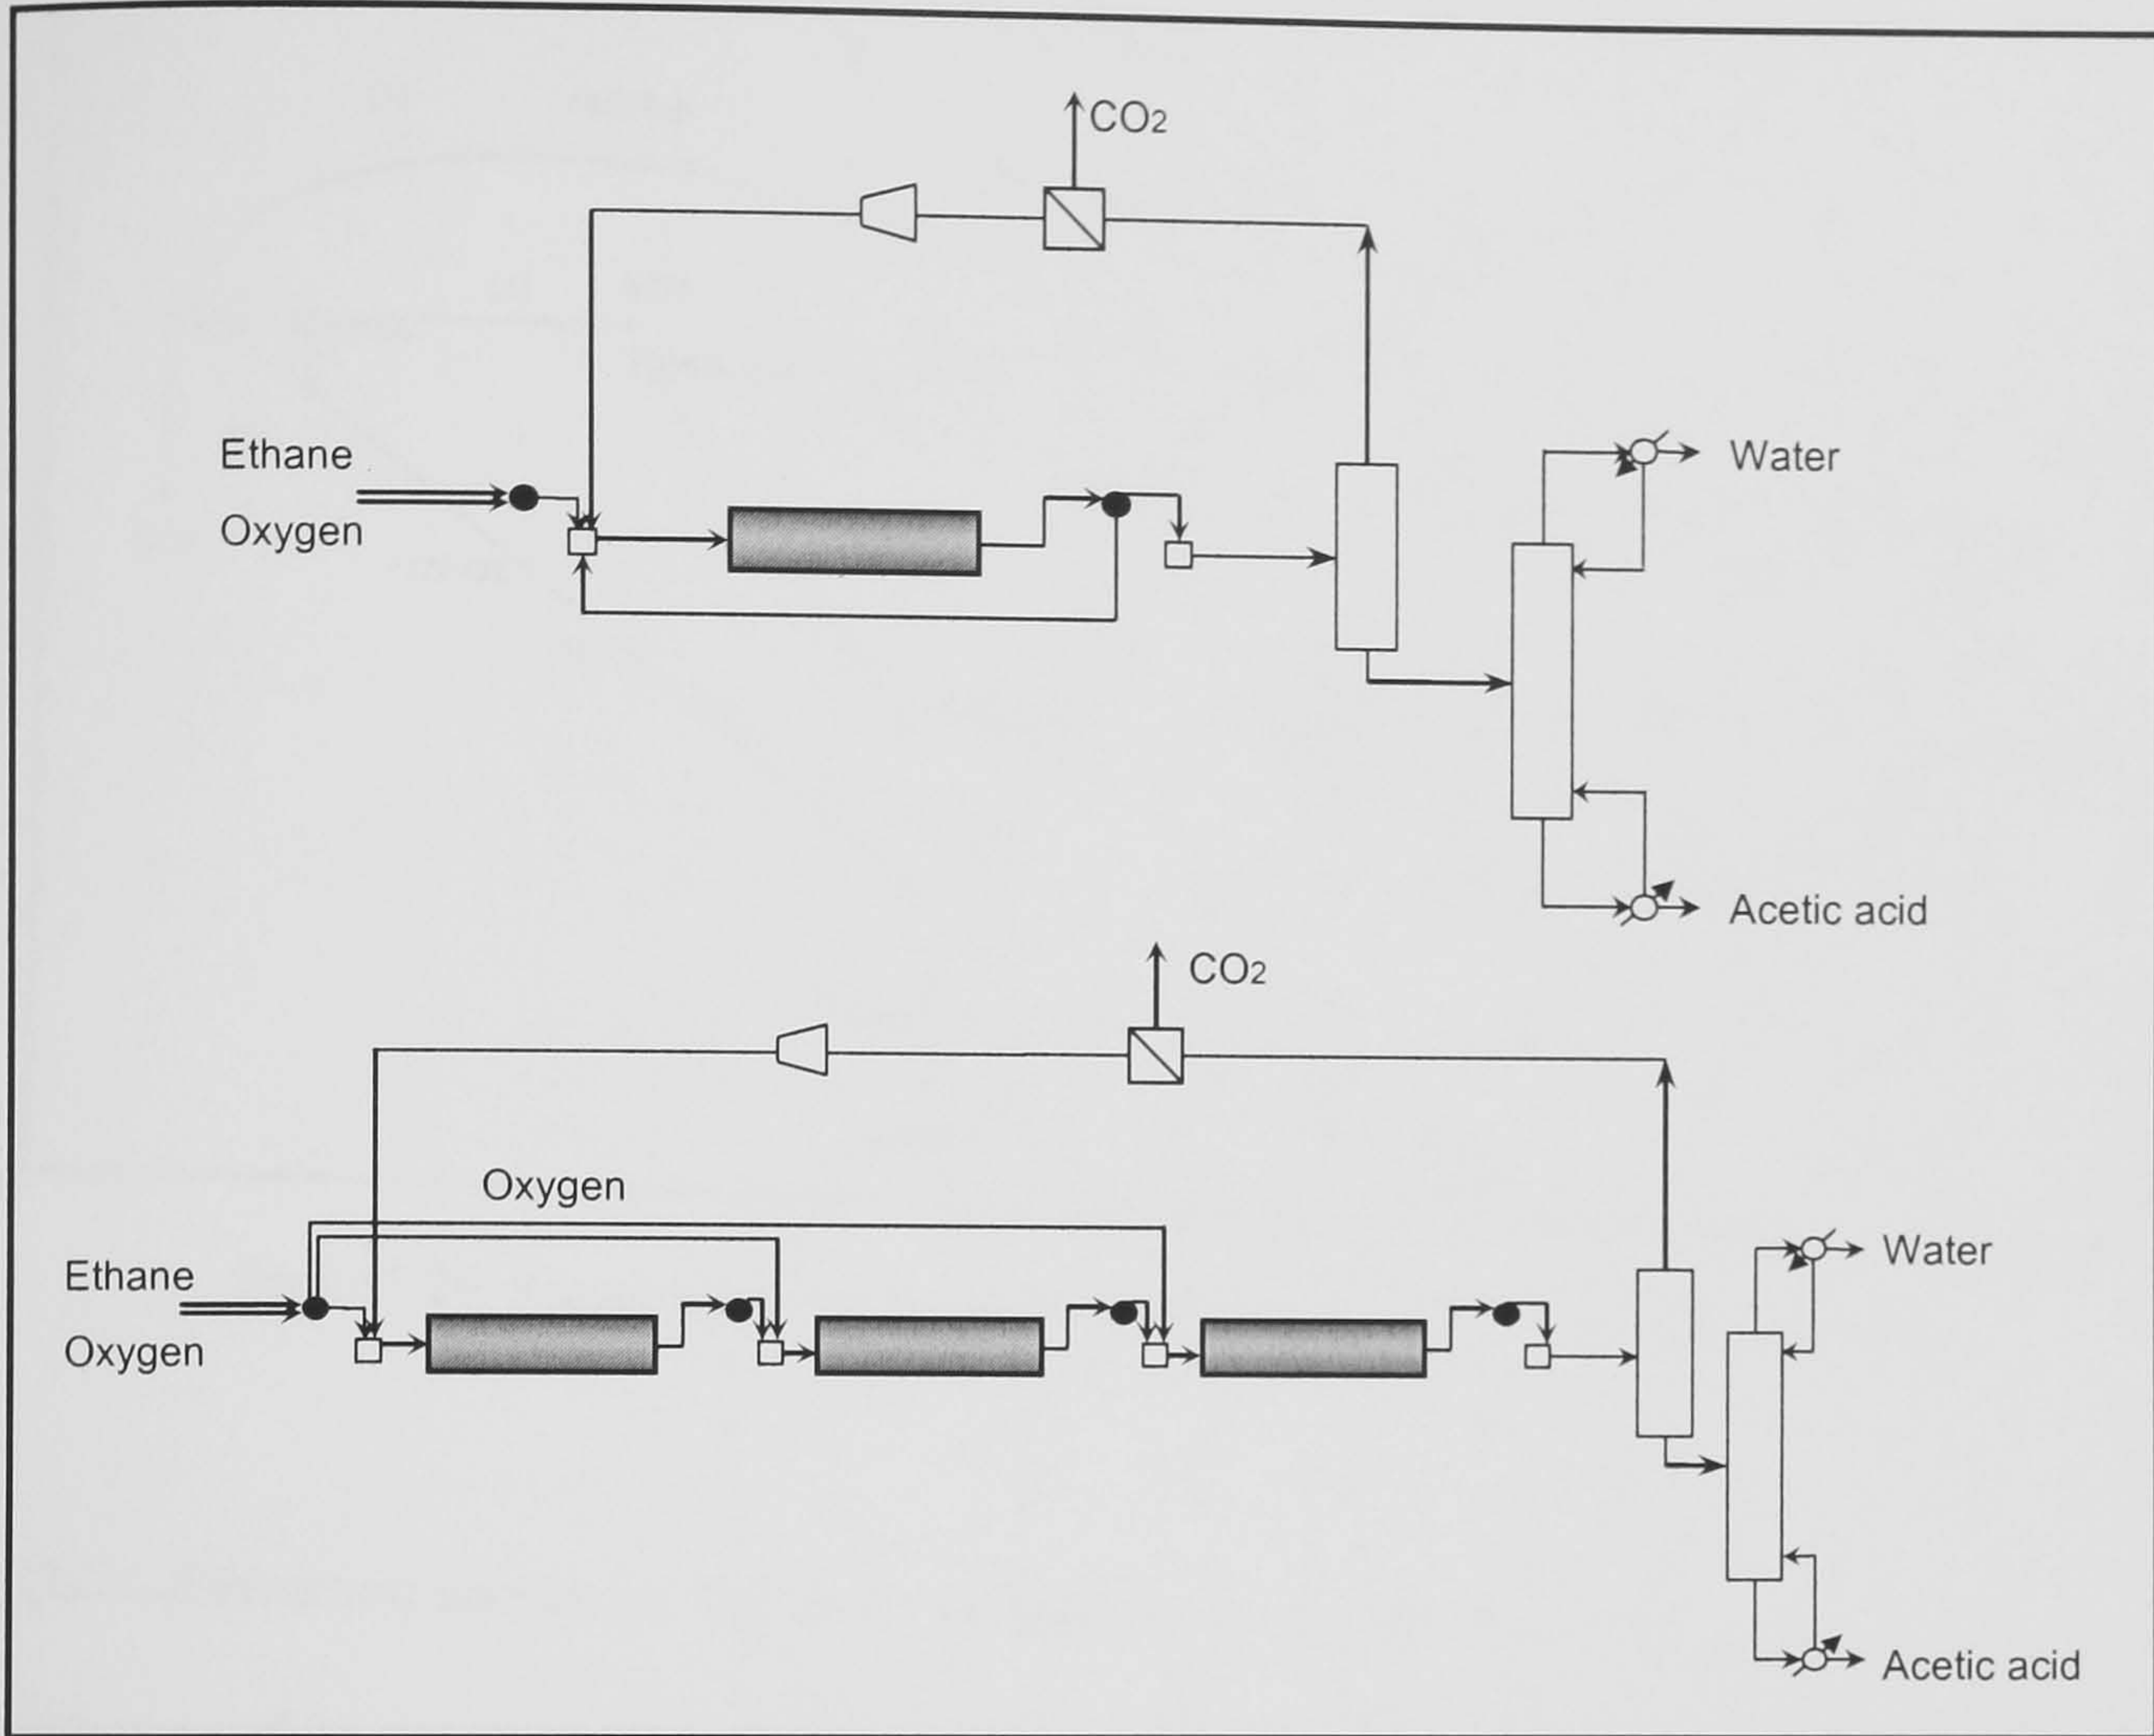 CO2
Ethane
Oxygen
Water
Acetic acid
CO2
Oxygen
Ethane
Oxygen
Water
Acetic acid